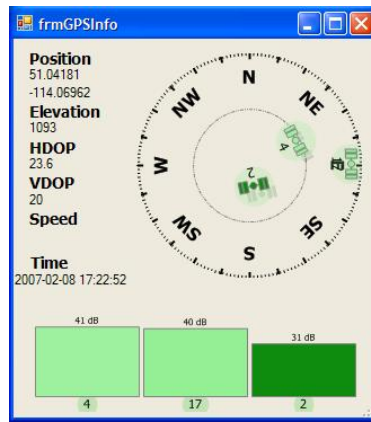 frmGPSInfo
Position
51.04181
-114.06962
Elevation
1093
HDOP
23.6
VDOP
20
Speed
Time
2007-02-08 17:22:52
N
NE
SE
S
SW
W
NW
4
2
41 dB
40 dB
31 dB
4
17
2